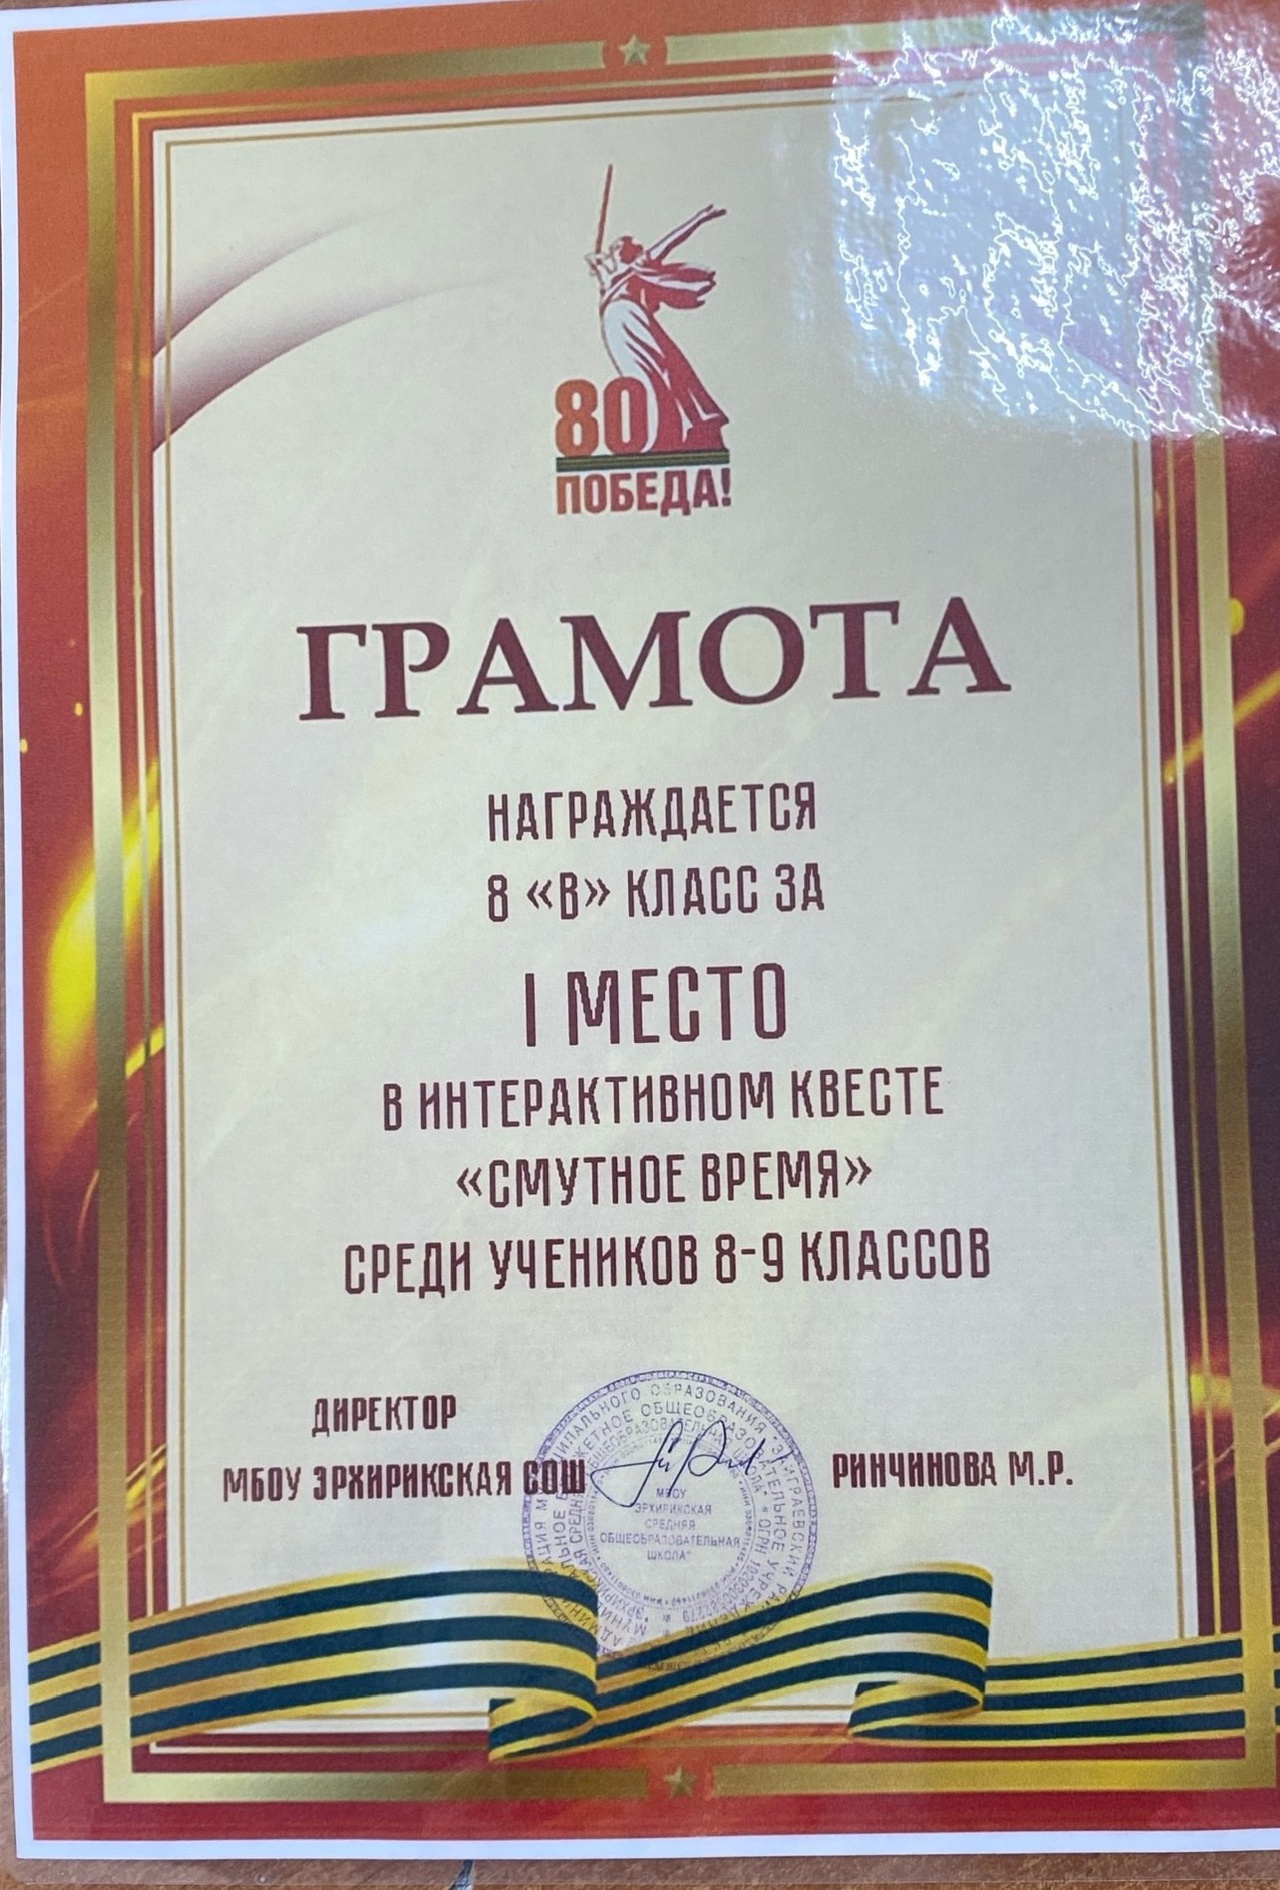 80
ПОБЕДА!
ГРАМОТА
НАГРАЖДАЕТСЯ
8 «В» КЛАСС ЗА
I МЕСТО
В ИНТЕРАКТИВНОМ КВЕСТЕ
«СМУТНОЕ ВРЕМЯ»
СРЕДИ УЧЕНИКОВ 8-9 КЛАССОВ
ДИРЕКТОР
МБОУ ЭРХИРИКСКАЯ СОШ
РИНЧИНОВА М.Р.
МБОУ
"ЭРХИРИКСКАЯ
СРЕДНЯЯ
ОБЩЕОБРАЗОВАТЕЛЬНАЯ
ШКОЛА"